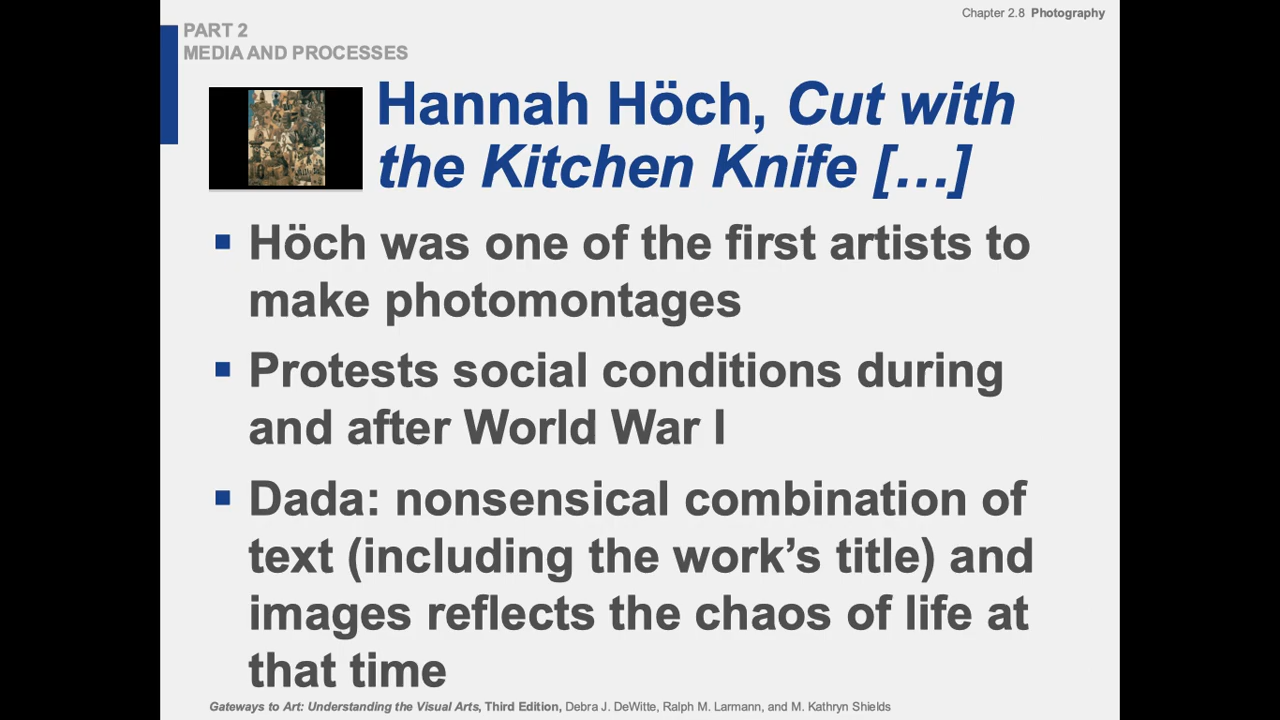 Chapter 2.8 Photography
PART 2
MEDIA AND PROCESSES
Hannah Höch, Cut with
the Kitchen Knife […]
▪ Höch was one of the first artists to
make photomontages
▪ Protests social conditions during
and after World War I
▪ Dada: nonsensical combination of
text (including the work’s title) and
images reflects the chaos of life at
that time
Gateways to Art: Understanding the Visual Arts, Third Edition, Debra J. DeWitte, Ralph M. Larmann, and M. Kathryn Shields